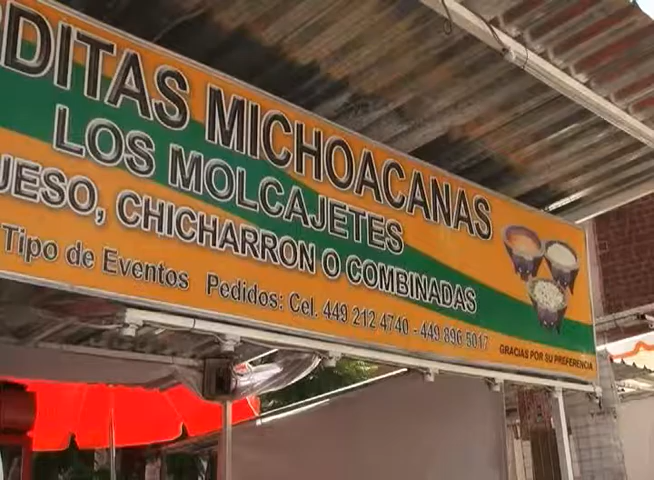 DITAS MICHOACANAS
LOS MOLCAJETES
UESO, CHICHARRON O COMBINADAS
Tipo de Eventos Pedidos: Cel. 449 212 4740 - 449 896 5017
GRACIAS POR SU PREFERENCIA